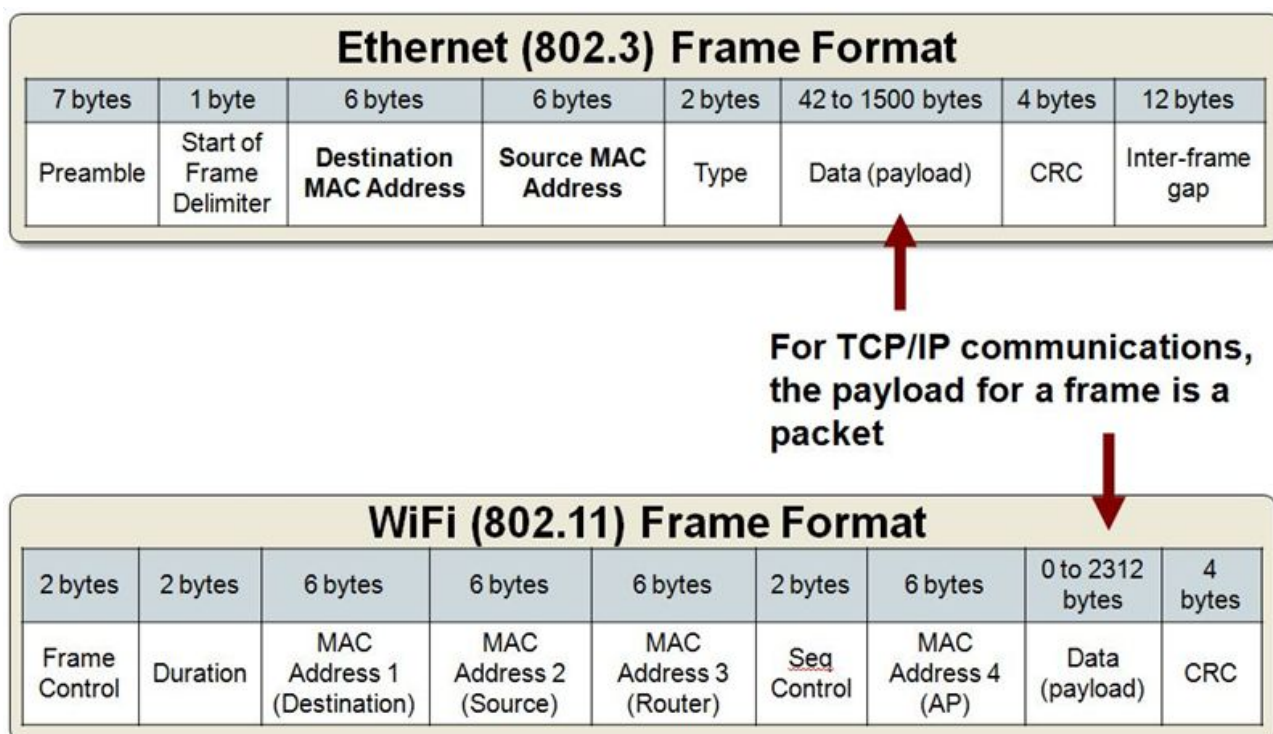 Ethernet (802.3) Frame Format
7 bytes 1 byte 6 bytes 6 bytes 2 bytes 42 to 1500 bytes 4 bytes 12 bytes
Preamble Start of Frame Delimiter Destination MAC Address Source MAC Address Type Data (payload) CRC Inter-frame gap
For TCP/IP communications,
the payload for a frame is a
packet
WiFi (802.11) Frame Format
2 bytes 2 bytes 6 bytes 6 bytes 6 bytes 2 bytes 6 bytes 0 to 2312 bytes 4 bytes
Frame Control Duration MAC Address 1 (Destination) MAC Address 2 (Source) MAC Address 3 (Router) Seq Control MAC Address 4 (AP) Data (payload) CRC